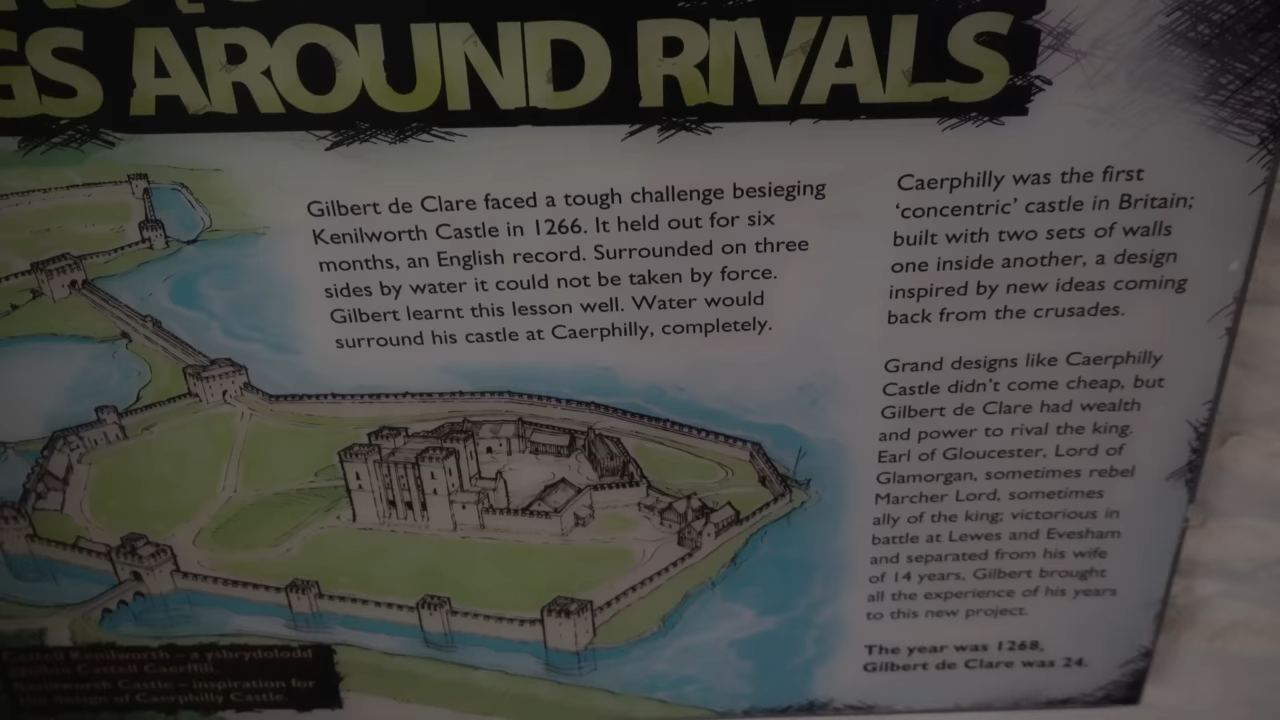 GS AROUND RIVALS
Gilbert de Clare faced a tough challenge besieging
Kenilworth Castle in 1266. It held out for six
months, an English record. Surrounded on three
sides by water it could not be taken by force.
Gilbert learnt this lesson well. Water would
surround his castle at Caerphilly, completely.
Caerphilly was the first
‘concentric’ castle in Britain;
built with two sets of walls
one inside another, a design
inspired by new ideas coming
back from the crusades.
Grand designs like Caerphilly
Castle didn't come cheap, but
Gilbert de Clare had wealth
and power to rival the king.
Earl of Gloucester, Lord of
Glamorgan, sometimes rebel
Marcher Lord, sometimes
ally of the king; victorious in
battle at Lewes and Evesham
and separated from his wife
of 14 years, Gilbert brought
all the experience of his years
to this new project.
The year was 1268,
Gilbert de Clare was 24.
Castell Kenilworth – a ysbrydolodd
Castell Caerffili.
Kenilworth Castle – inspiration for
the design of Caerphilly Castle.